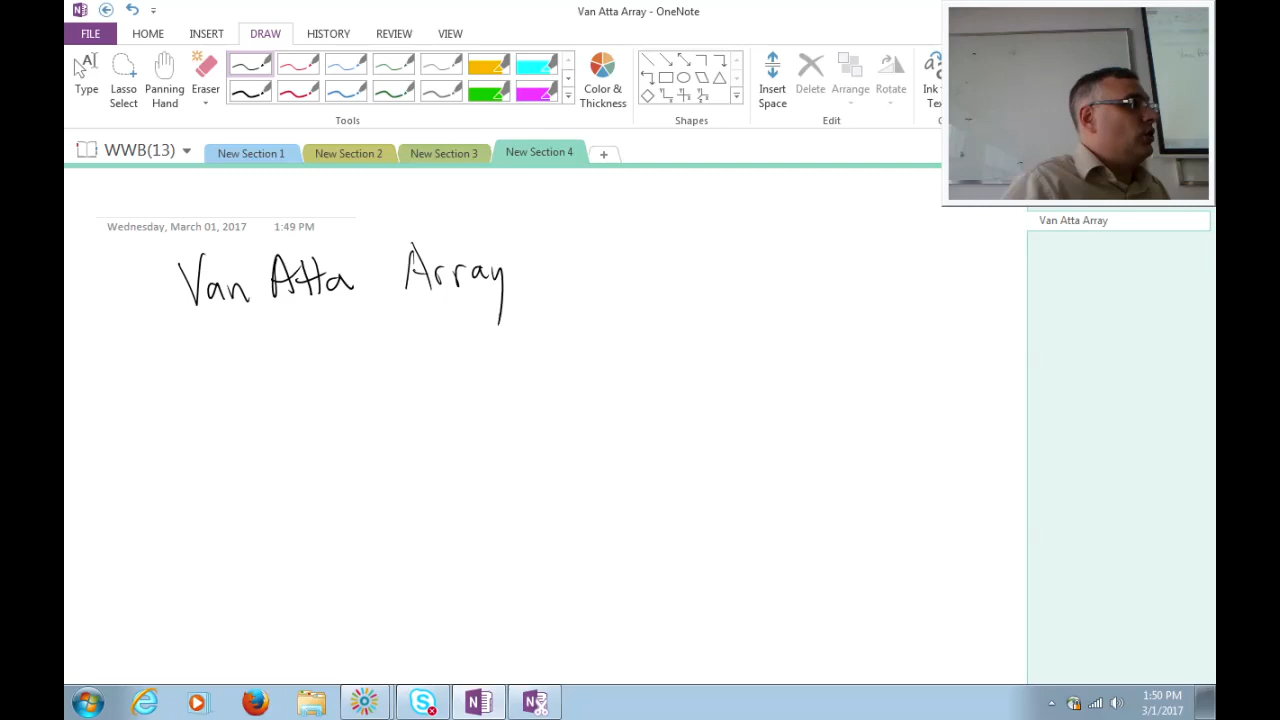 Van Atta Array - OneNote
FILE HOME INSERT DRAW HISTORY REVIEW VIEW
Type
Lasso Select
Panning Hand
Eraser
Color & Thickness
Insert Space
Delete
Arrange
Rotate
Ink to
Tools Shapes Edit
WWB(13) New Section 1 New Section 2 New Section 3 New Section 4
Van Atta Array
Wednesday, March 01, 2017 1:49 PM
Van Atta Array
1:50 PM
3/1/2017